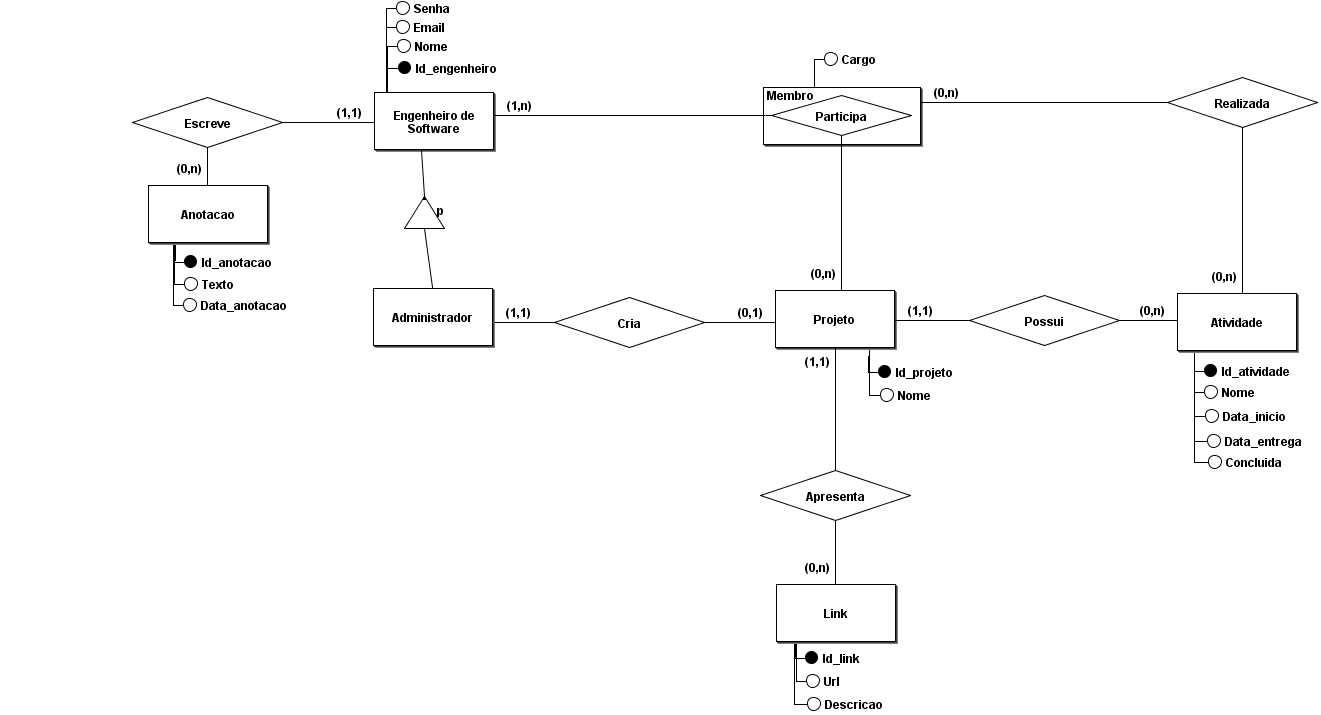 Senha
Email
Nome
Id_engenheiro
Cargo
Membro
(0,n)
Realizada
(1,1)
Engenheiro de
Software
(1,n)
Participa
Escreve
(0,n)
Anotacao
p
Id_anotacao
Texto
Data_anotacao
(0,n)
(0,n)
Administrador
(1,1)
Cria
(0,1)
Projeto
(1,1)
Possui
(0,n)
Atividade
(1,1)
Id_projeto
Nome
Id_atividade
Nome
Data_inicio
Data_entrega
Concluida
Apresenta
(0,n)
Link
Id_link
Url
Descricao